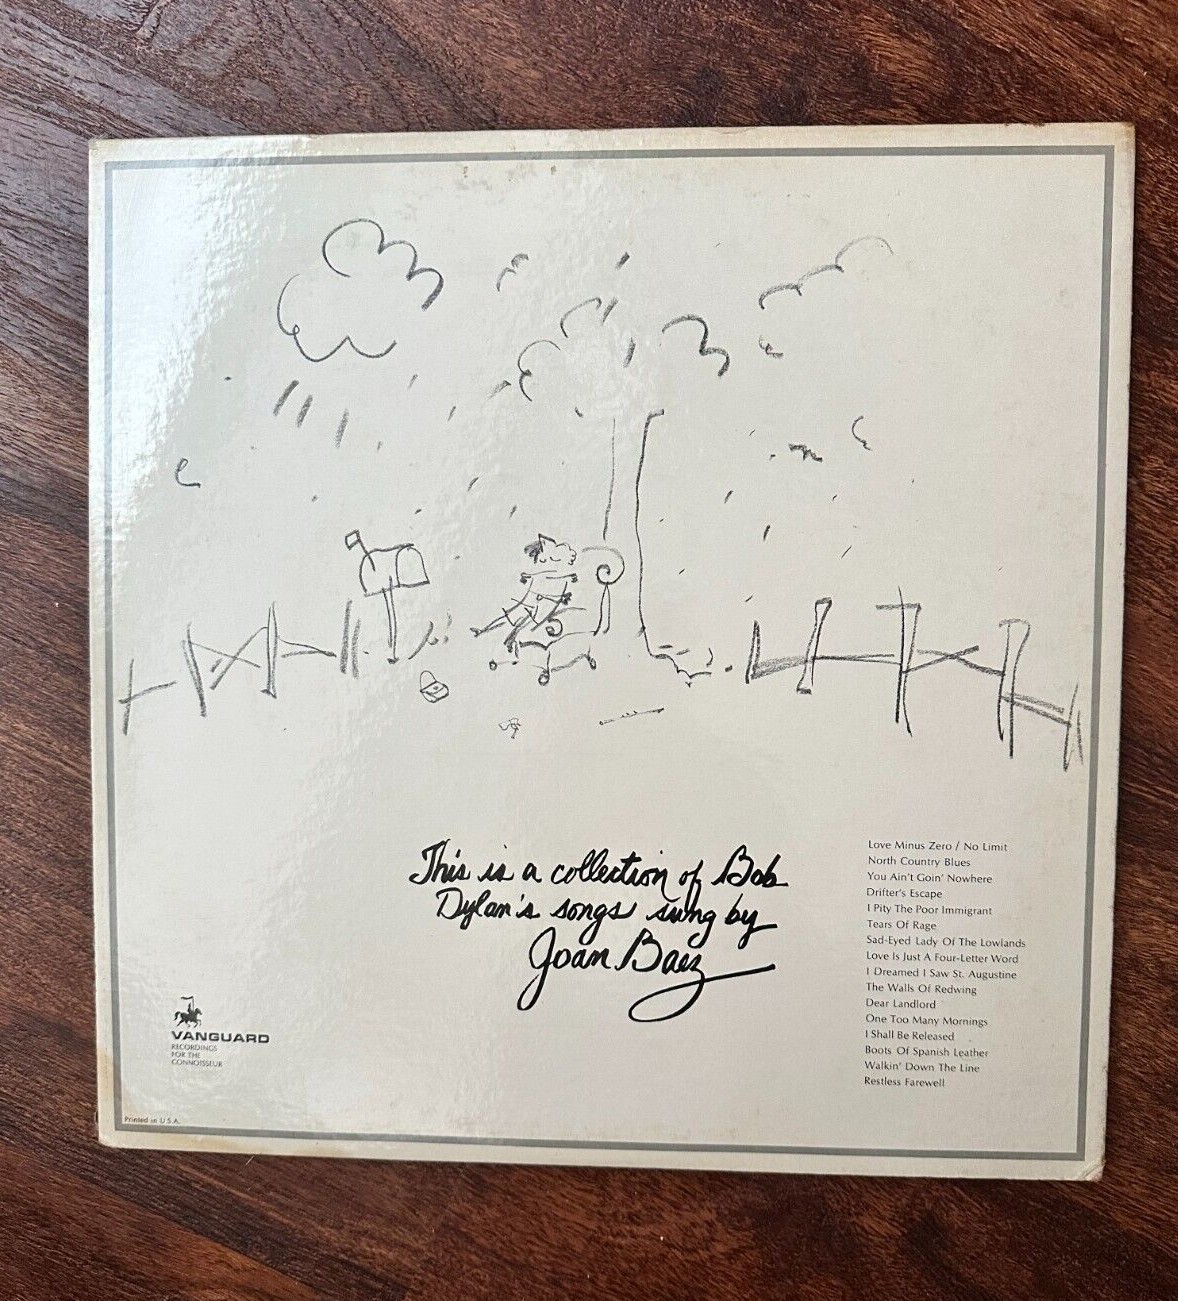 This is a collection of Bob
Dylan's songs sung by
Joan Baez
Love Minus Zero / No Limit
North Country Blues
You Ain't Goin' Nowhere
Drifter's Escape
I Pity The Poor Immigrant
Tears Of Rage
Sad-Eyed Lady Of The Lowlands
Love Is Just A Four-Letter Word
I Dreamed I Saw St. Augustine
The Walls Of Redwing
Dear Landlord
One Too Many Mornings
I Shall Be Released
Boots Of Spanish Leather
Walkin' Down The Line
Restless Farewell
VANGUARD
RECORDINGS
FOR THE
CONNOISSEUR
Printed in U.S.A.